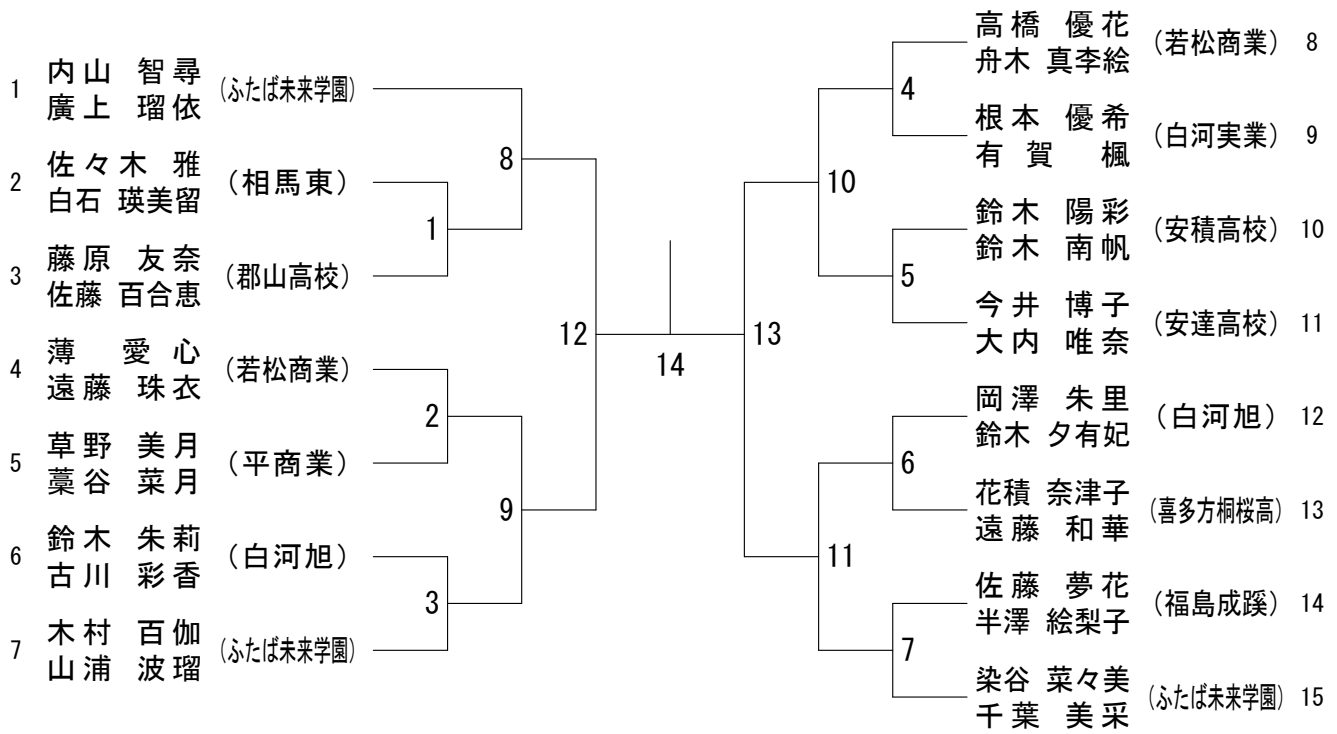 1 内山 智尋 (ふたば未来学園)
廣上 瑠依
2 佐々木 雅 (相馬東)
白石 瑛美留
3 藤原 友奈 (郡山高校)
佐藤 百合恵
4 薄 愛心 (若松商業)
遠藤 珠衣
5 草野 美月 (平商業)
藁谷 菜月
6 鈴木 朱莉 (白河旭)
古川 彩香
7 木村 百伽 (ふたば未来学園)
山浦 波瑠
8
1
12
2
9
3
14
13
4
10
5
6
11
7
高橋 優花 (若松商業) 8
舟木 真李絵
根本 優希 (白河実業) 9
有賀 楓
鈴木 陽彩 (安積高校) 10
鈴木 南帆
今井 博子 (安達高校) 11
大内 唯奈
岡澤 朱里 (白河旭) 12
鈴木 夕有妃
花積 奈津子 (喜多方桐桜高) 13
遠藤 和華
佐藤 夢花 (福島成蹊) 14
半澤 絵梨子
染谷 菜々美 (ふたば未来学園) 15
千葉 美采